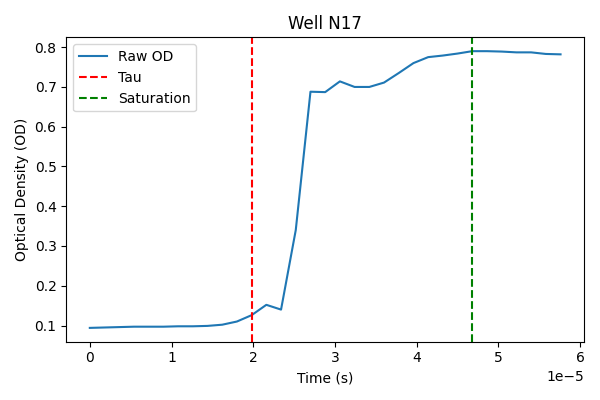 Well N17
Raw OD
Tau
Saturation
Optical Density (OD)
0.8
0.7
0.6
0.5
0.4
0.3
0.2
0.1
0 1 2 3 4 5 6
1e−5
Time (s)